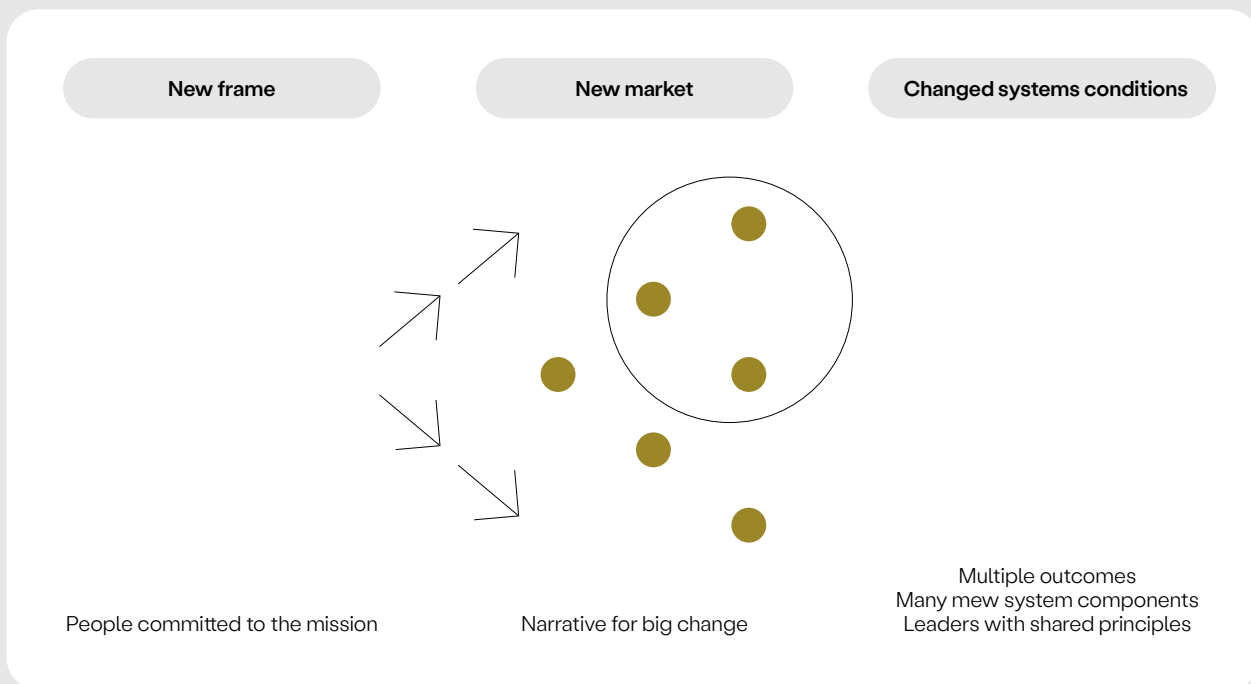 New frame
New market
Changed systems conditions
People committed to the mission
Narrative for big change
Multiple outcomes
Many mew system components
Leaders with shared principles